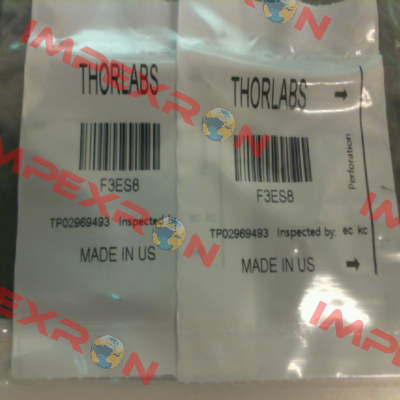 THORLABS
F3ES8
TP02969493 Inspected b
MADE IN US
THORLABS
F3ES8
TP02969493 Inspected by: ec kc
MADE IN US
Perforation
IMPEXRON
IMPEXRON
IMPEXRON
IMPEXRON